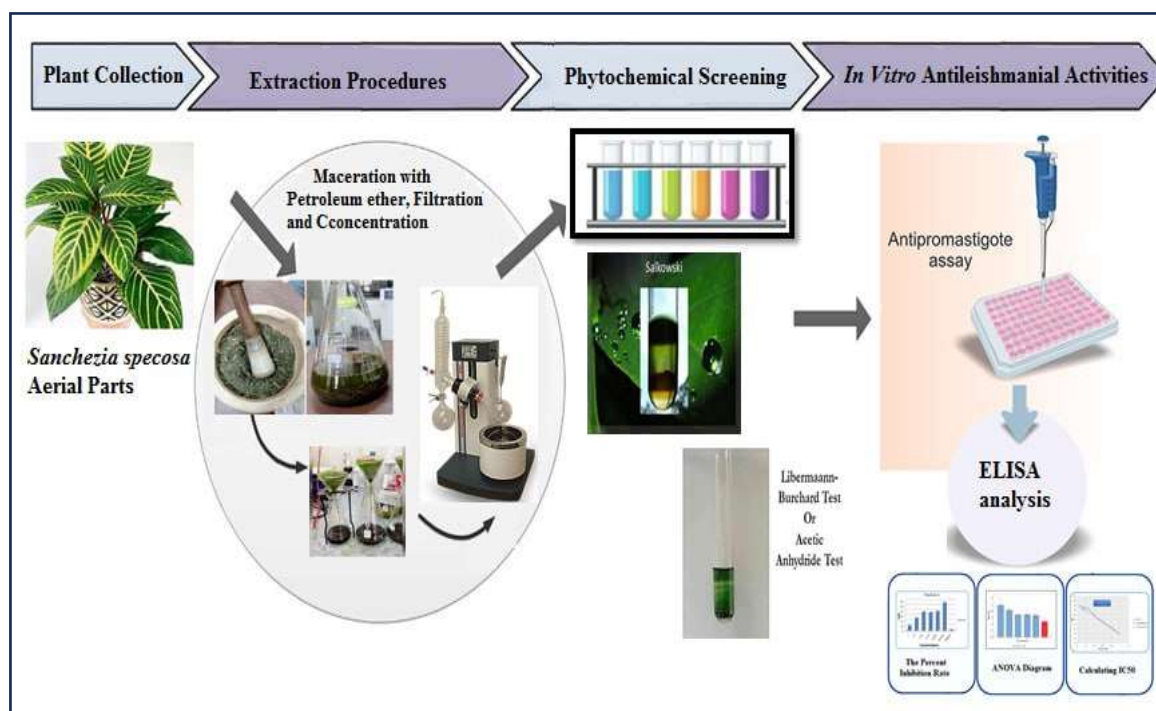 Plant Collection
Extraction Procedures
Phytochemical Screening
In Vitro Antileishmanial Activities
Maceration with
Petroleum ether, Filtration
and Cconcentration
Sanchezia specosa
Aerial Parts
Salkowski
Libermaann-
Burchard Test
Or
Acetic
Anhydride Test
Antipromastigote
assay
ELISA
analysis
The Percent
Inhibition Rate
ANOVA Diagram
Calculating IC50